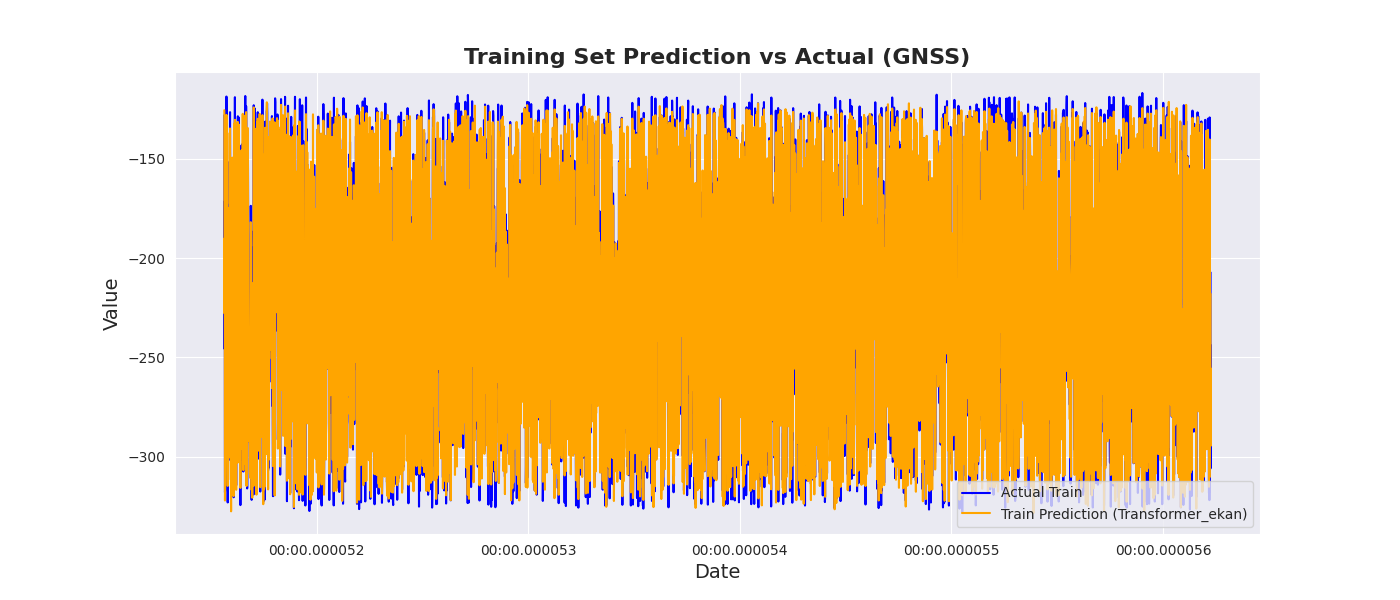 Training Set Prediction vs Actual (GNSS)
Value
−150
−200
−250
−300
Actual Train
Train Prediction (Transformer_ekan)
00:00.000052
00:00.000053
00:00.000054
00:00.000055
00:00.000056
Date